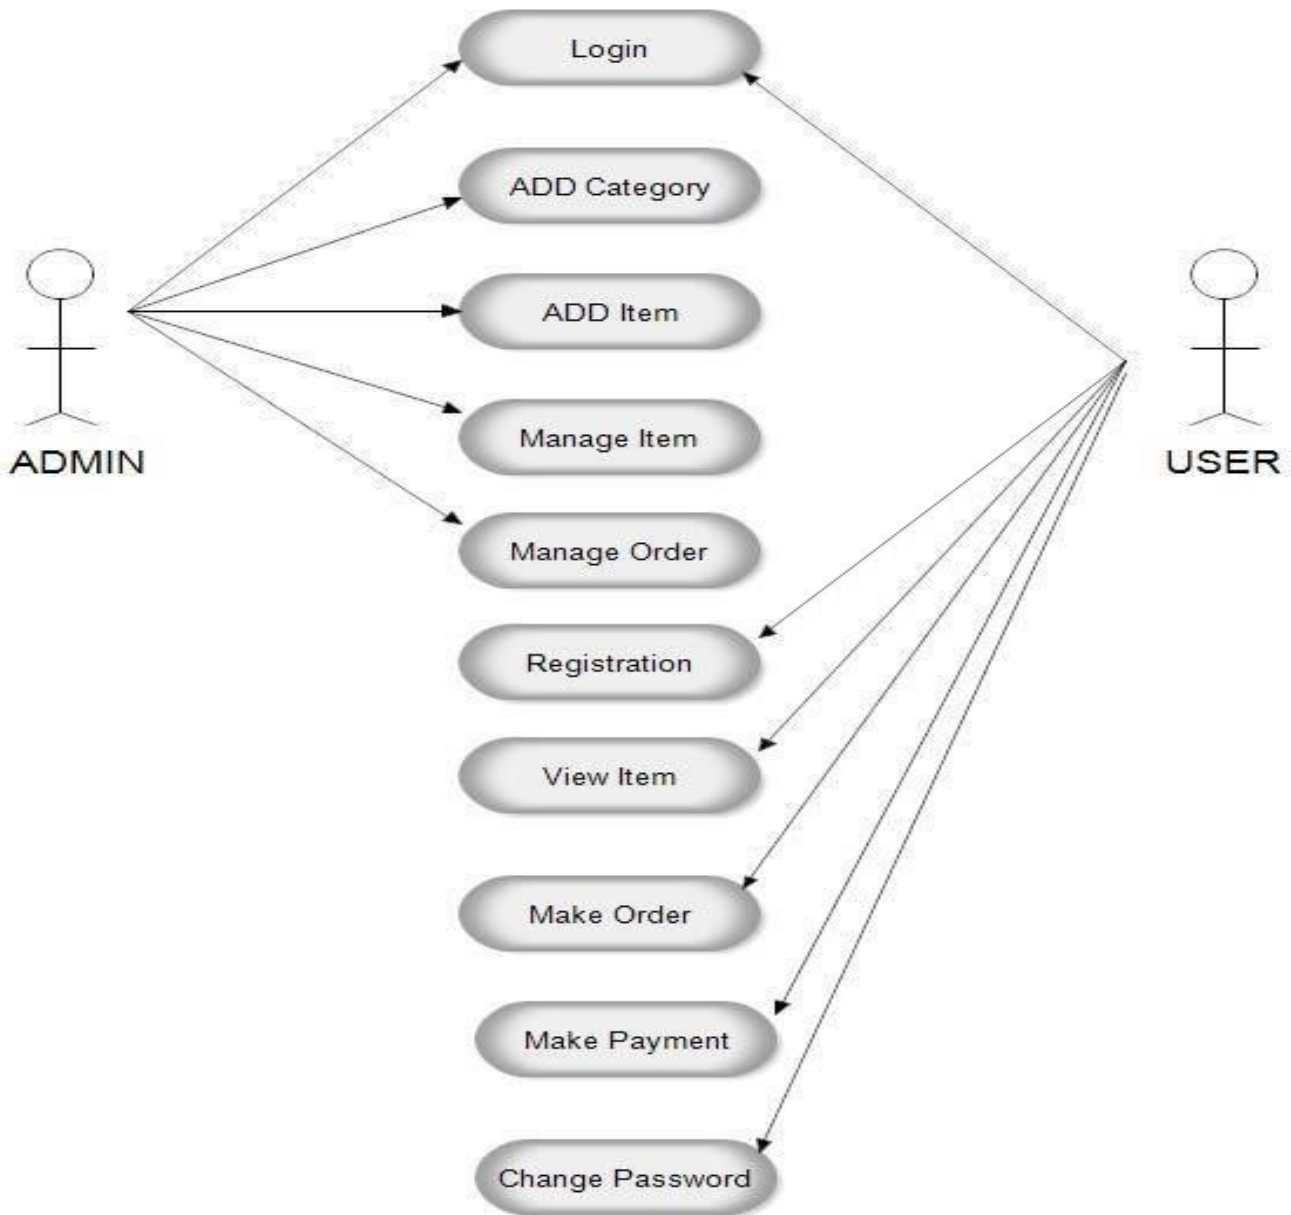 Login
ADD Category
ADD Item
Manage Item
ADMIN
USER
Manage Order
Registration
View Item
Make Order
Make Payment
Change Password